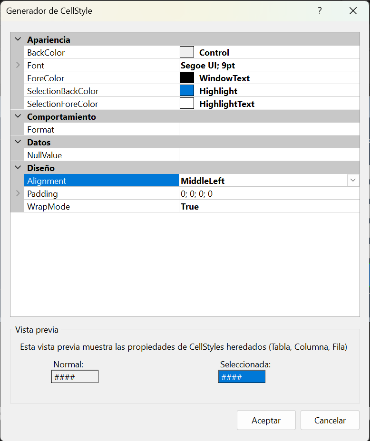 Generador de CellStyle ? ×
Apariencia
BackColor Control
Font Segoe UI; 9pt
ForeColor WindowText
SelectionBackColor Highlight
SelectionForeColor HighlightText
Comportamiento
Format
Datos
NullValue
Diseño
Alignment MiddleLeft
Padding 0; 0; 0; 0
WrapMode True
Vista previa
Esta vista previa muestra las propiedades de CellStyles heredados (Tabla, Columna, Fila)
Normal: Seleccionada:
#### ####
Aceptar Cancelar